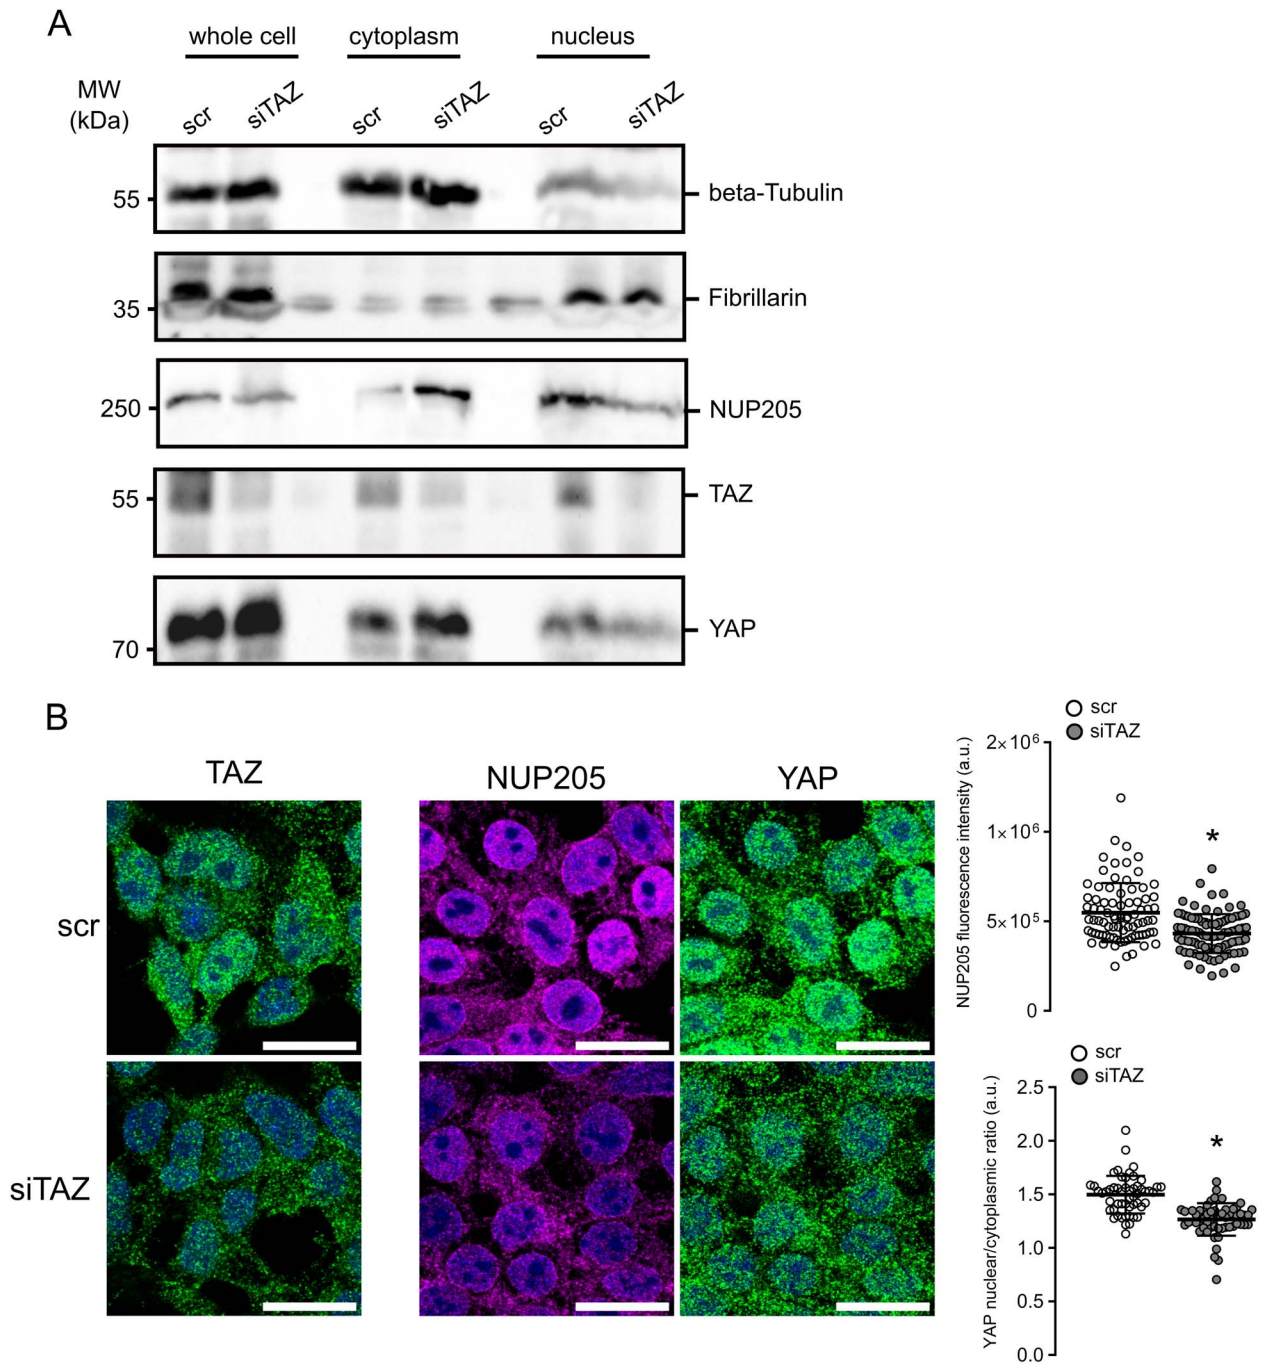 A
whole cell cytoplasm nucleus
MW
(kDa)
scr siTAZ scr siTAZ scr siTAZ
55 beta-Tubulin
35 Fibrillarin
250 NUP205
55 TAZ
70 YAP
B
TAZ NUP205 YAP
scr
siTAZ
scr
siTAZ
NUP205 fluorescence intensity (a.u.)
2×10⁶
1×10⁶
5×10⁵
0
*
scr
siTAZ
YAP nuclear/cytoplasmic ratio (a.u.)
2.5
2.0
1.5
1.0
0.5
0.0
*